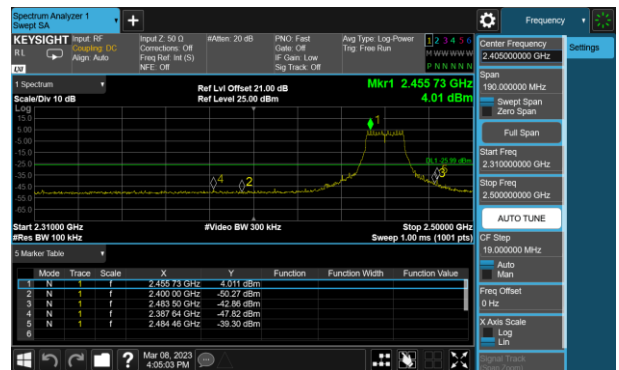 Spectrum Analyzer 1
Swept SA
+
Frequency
KEYSIGHT Input: RF Input Z: 50 Ω #Atten: 20 dB PNO: Fast Avg Type: Log-Power 1 2 3 4 5 6
RL Coupling: DC Corrections: Off Gate: Off Trig: Free Run M W W W W W
Align: Auto Freq Ref: Int (S) IF Gain: Low P N N N N N
NFE: Off Sig Track: Off
1 Spectrum
Ref Lvl Offset 21.00 dB Mkr1 2.455 73 GHz
Scale/Div 10 dB Ref Level 25.00 dBm 4.01 dBm
Log
15.0
5.00
-5.00
-15.0
-25.0
-35.0
-45.0
-55.0
-65.0
1
DL1 -25.99 dBm
4
2
3
Start 2.31000 GHz #Video BW 300 kHz Stop 2.50000 GHz
#Res BW 100 kHz Sweep 1.00 ms (1001 pts)
5 Marker Table
Mode Trace Scale X Y Function Function Width Function Value
1 N 1 f 2.455 73 GHz 4.011 dBm
2 N 1 f 2.400 00 GHz -50.27 dBm
3 N 1 f 2.483 50 GHz -42.86 dBm
4 N 1 f 2.387 64 GHz -47.82 dBm
5 N 1 f 2.484 46 GHz -39.30 dBm
6
?
Mar 08, 2023
4:05:03 PM
Center Frequency
2.405000000 GHz
Settings
Span
190.000000 MHz
Swept Span
Zero Span
Full Span
Start Freq
2.310000000 GHz
Stop Freq
2.500000000 GHz
AUTO TUNE
CF Step
19.000000 MHz
Auto
Man
Freq Offset
0 Hz
X Axis Scale
Log
Lin
Signal Track
(Span Zoom)